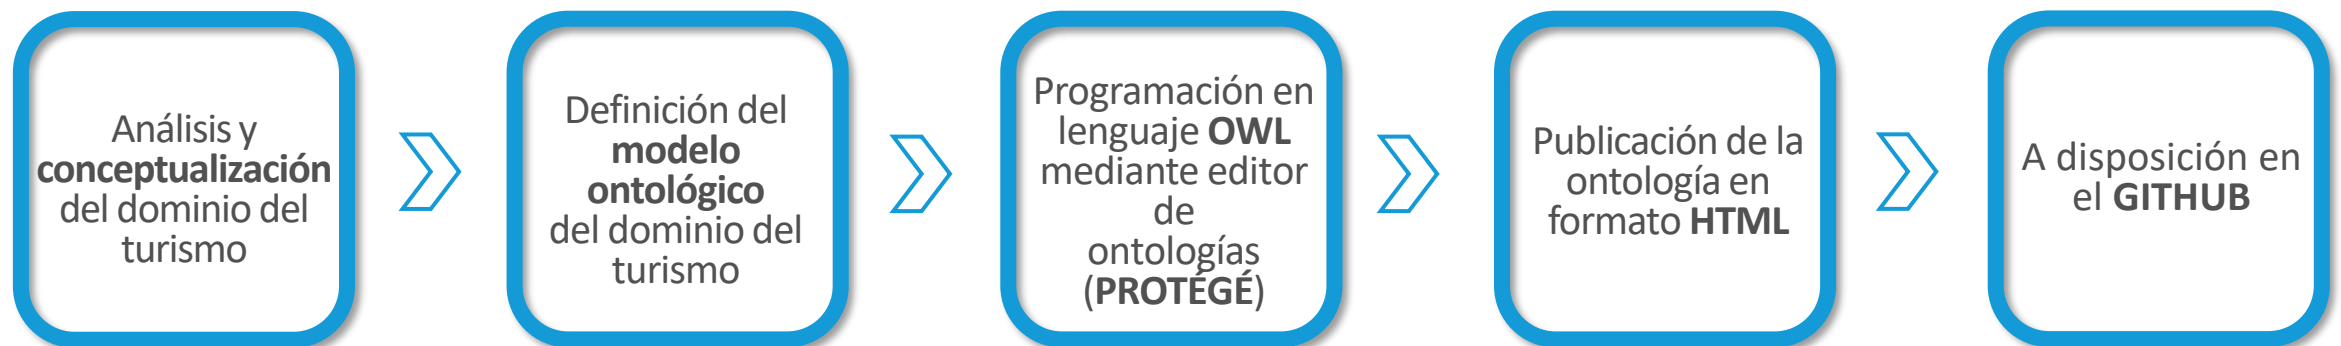 Análisis y
conceptualización
del dominio del
turismo
Definición del
modelo
ontológico
del dominio del
turismo
Programación en
lenguaje OWL
mediante editor
de
ontologías
(PROTÉGÉ)
Publicación de la
ontología en
formato HTML
A disposición en
el GITHUB